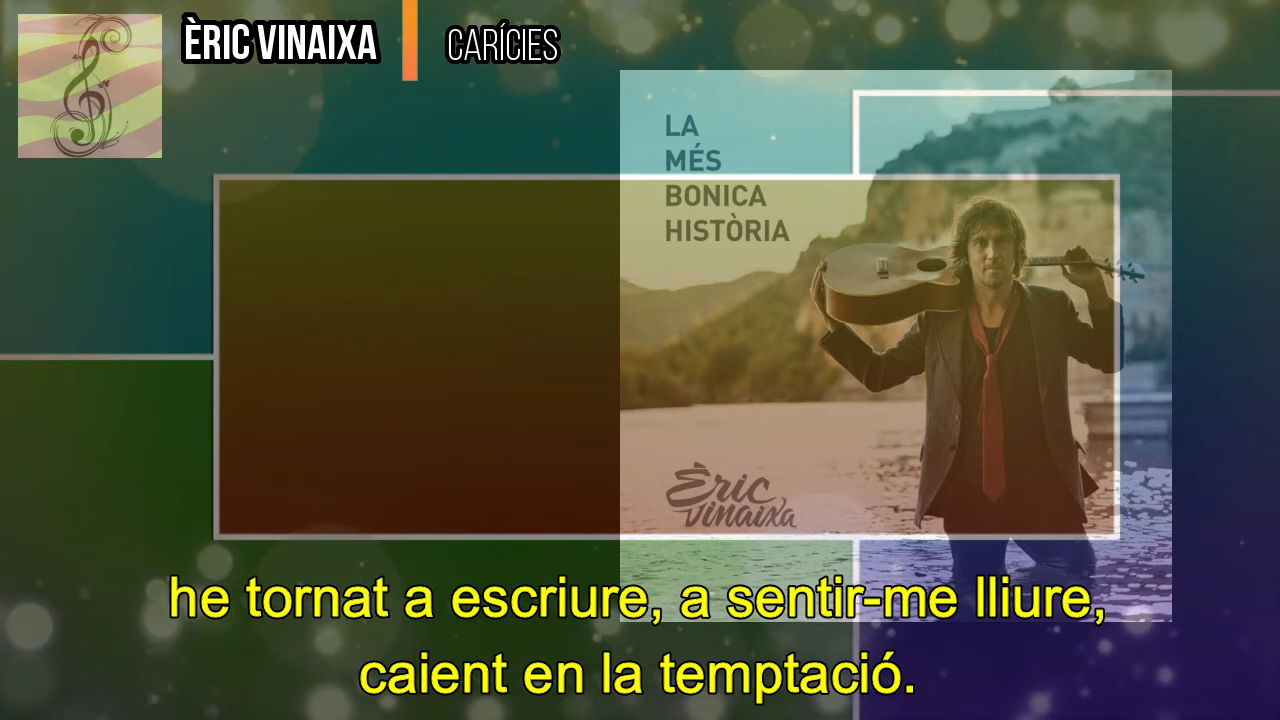 ÈRIC VINAIXA
CARÍCIES
LA
MÉS
BONICA
HISTÒRIA
Èric
vinaixa
he tornat a escriure, a sentir-me lliure,
caient en la temptació.